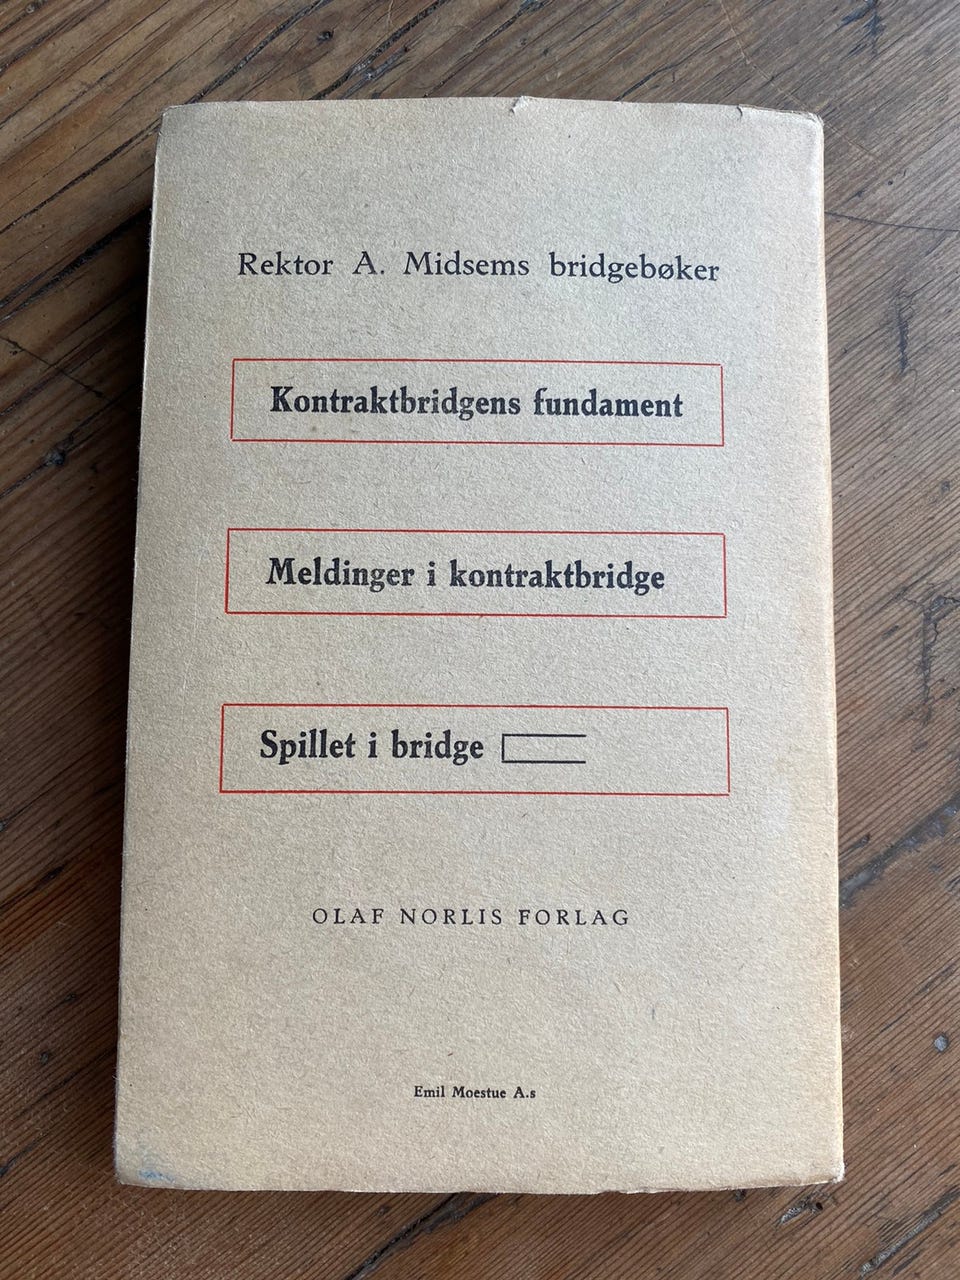 Rektor A. Midsems bridgebøker
Kontraktbridgens fundament
Meldinger i kontraktbridge
Spillet i bridge
OLAF NORLIS FORLAG
Emil Moestue A.s